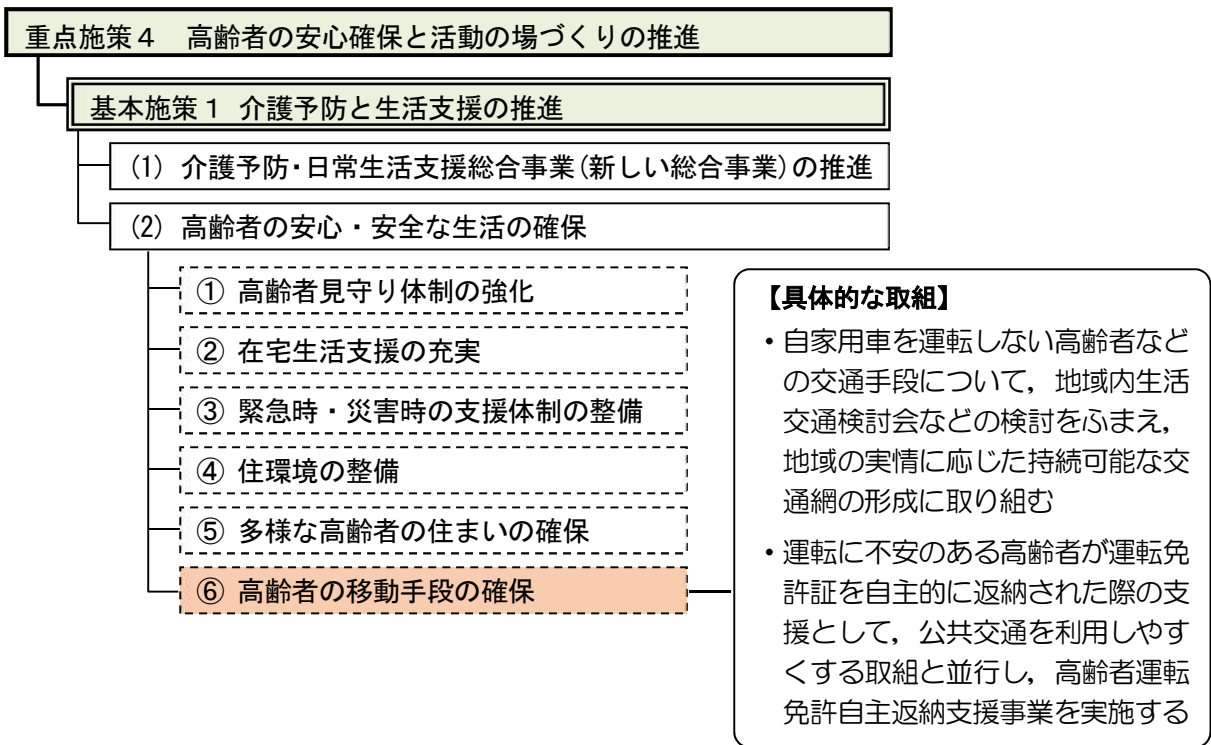 重点施策４　高齢者の安心確保と活動の場づくりの推進
基本施策１ 介護予防と生活支援の推進
(1) 介護予防・日常生活支援総合事業(新しい総合事業)の推進
(2) 高齢者の安心・安全な生活の確保
① 高齢者見守り体制の強化
② 在宅生活支援の充実
③ 緊急時・災害時の支援体制の整備
④ 住環境の整備
⑤ 多様な高齢者の住まいの確保
⑥ 高齢者の移動手段の確保
【具体的な取組】
・自家用車を運転しない高齢者など
の交通手段について，地域内生活
交通検討会などの検討をふまえ，
地域の実情に応じた持続可能な交
通網の形成に取り組む
・運転に不安のある高齢者が運転免
許証を自主的に返納された際の支
援として，公共交通を利用しやす
くする取組と並行し，高齢者運転
免許自主返納支援事業を実施する